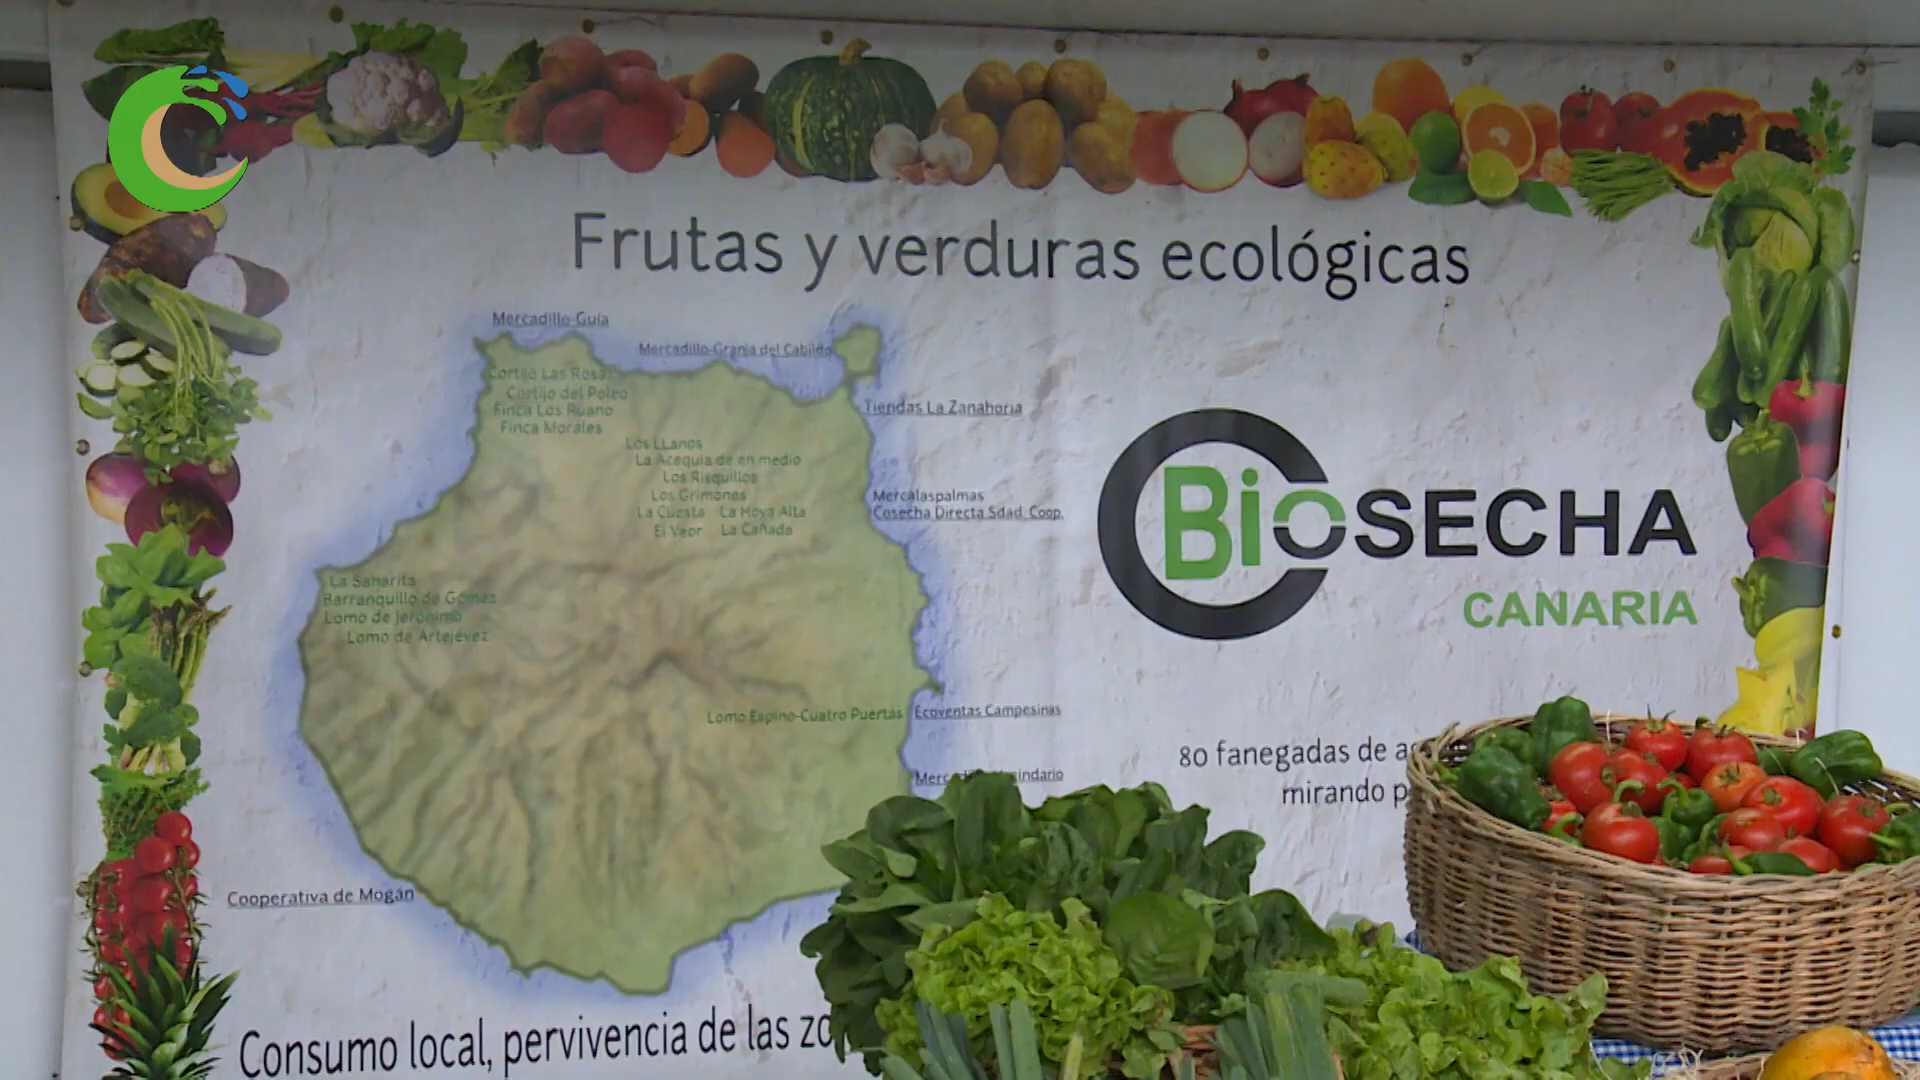 Frutas y verduras ecológicas
Mercadillo-Guía
Mercadillo-Granja del Cabildo
Cortijo Las Rosas
Cortijo del Poleo
Finca Los Ruano
Finca Morales
Tiendas La Zanahoria
Los LLanos
La Acequia de en medio
Los Risquillos
Los Grimones
La Cuesta La Hoya Alta
El Veor La Cañada
Mercalaspalmas
Cosecha Directa Sdad. Coop.
BiOSECHA
CANARIA
La Saharita
Barranquillo de Gómez
Lomo de Jerónimo
Lomo de Artejévez
Lomo Espino-Cuatro Puertas
Ecoventas Campesinas
80 fanegadas de
mirando
Cooperativa de Mogán
Consumo local, pervivencia de las